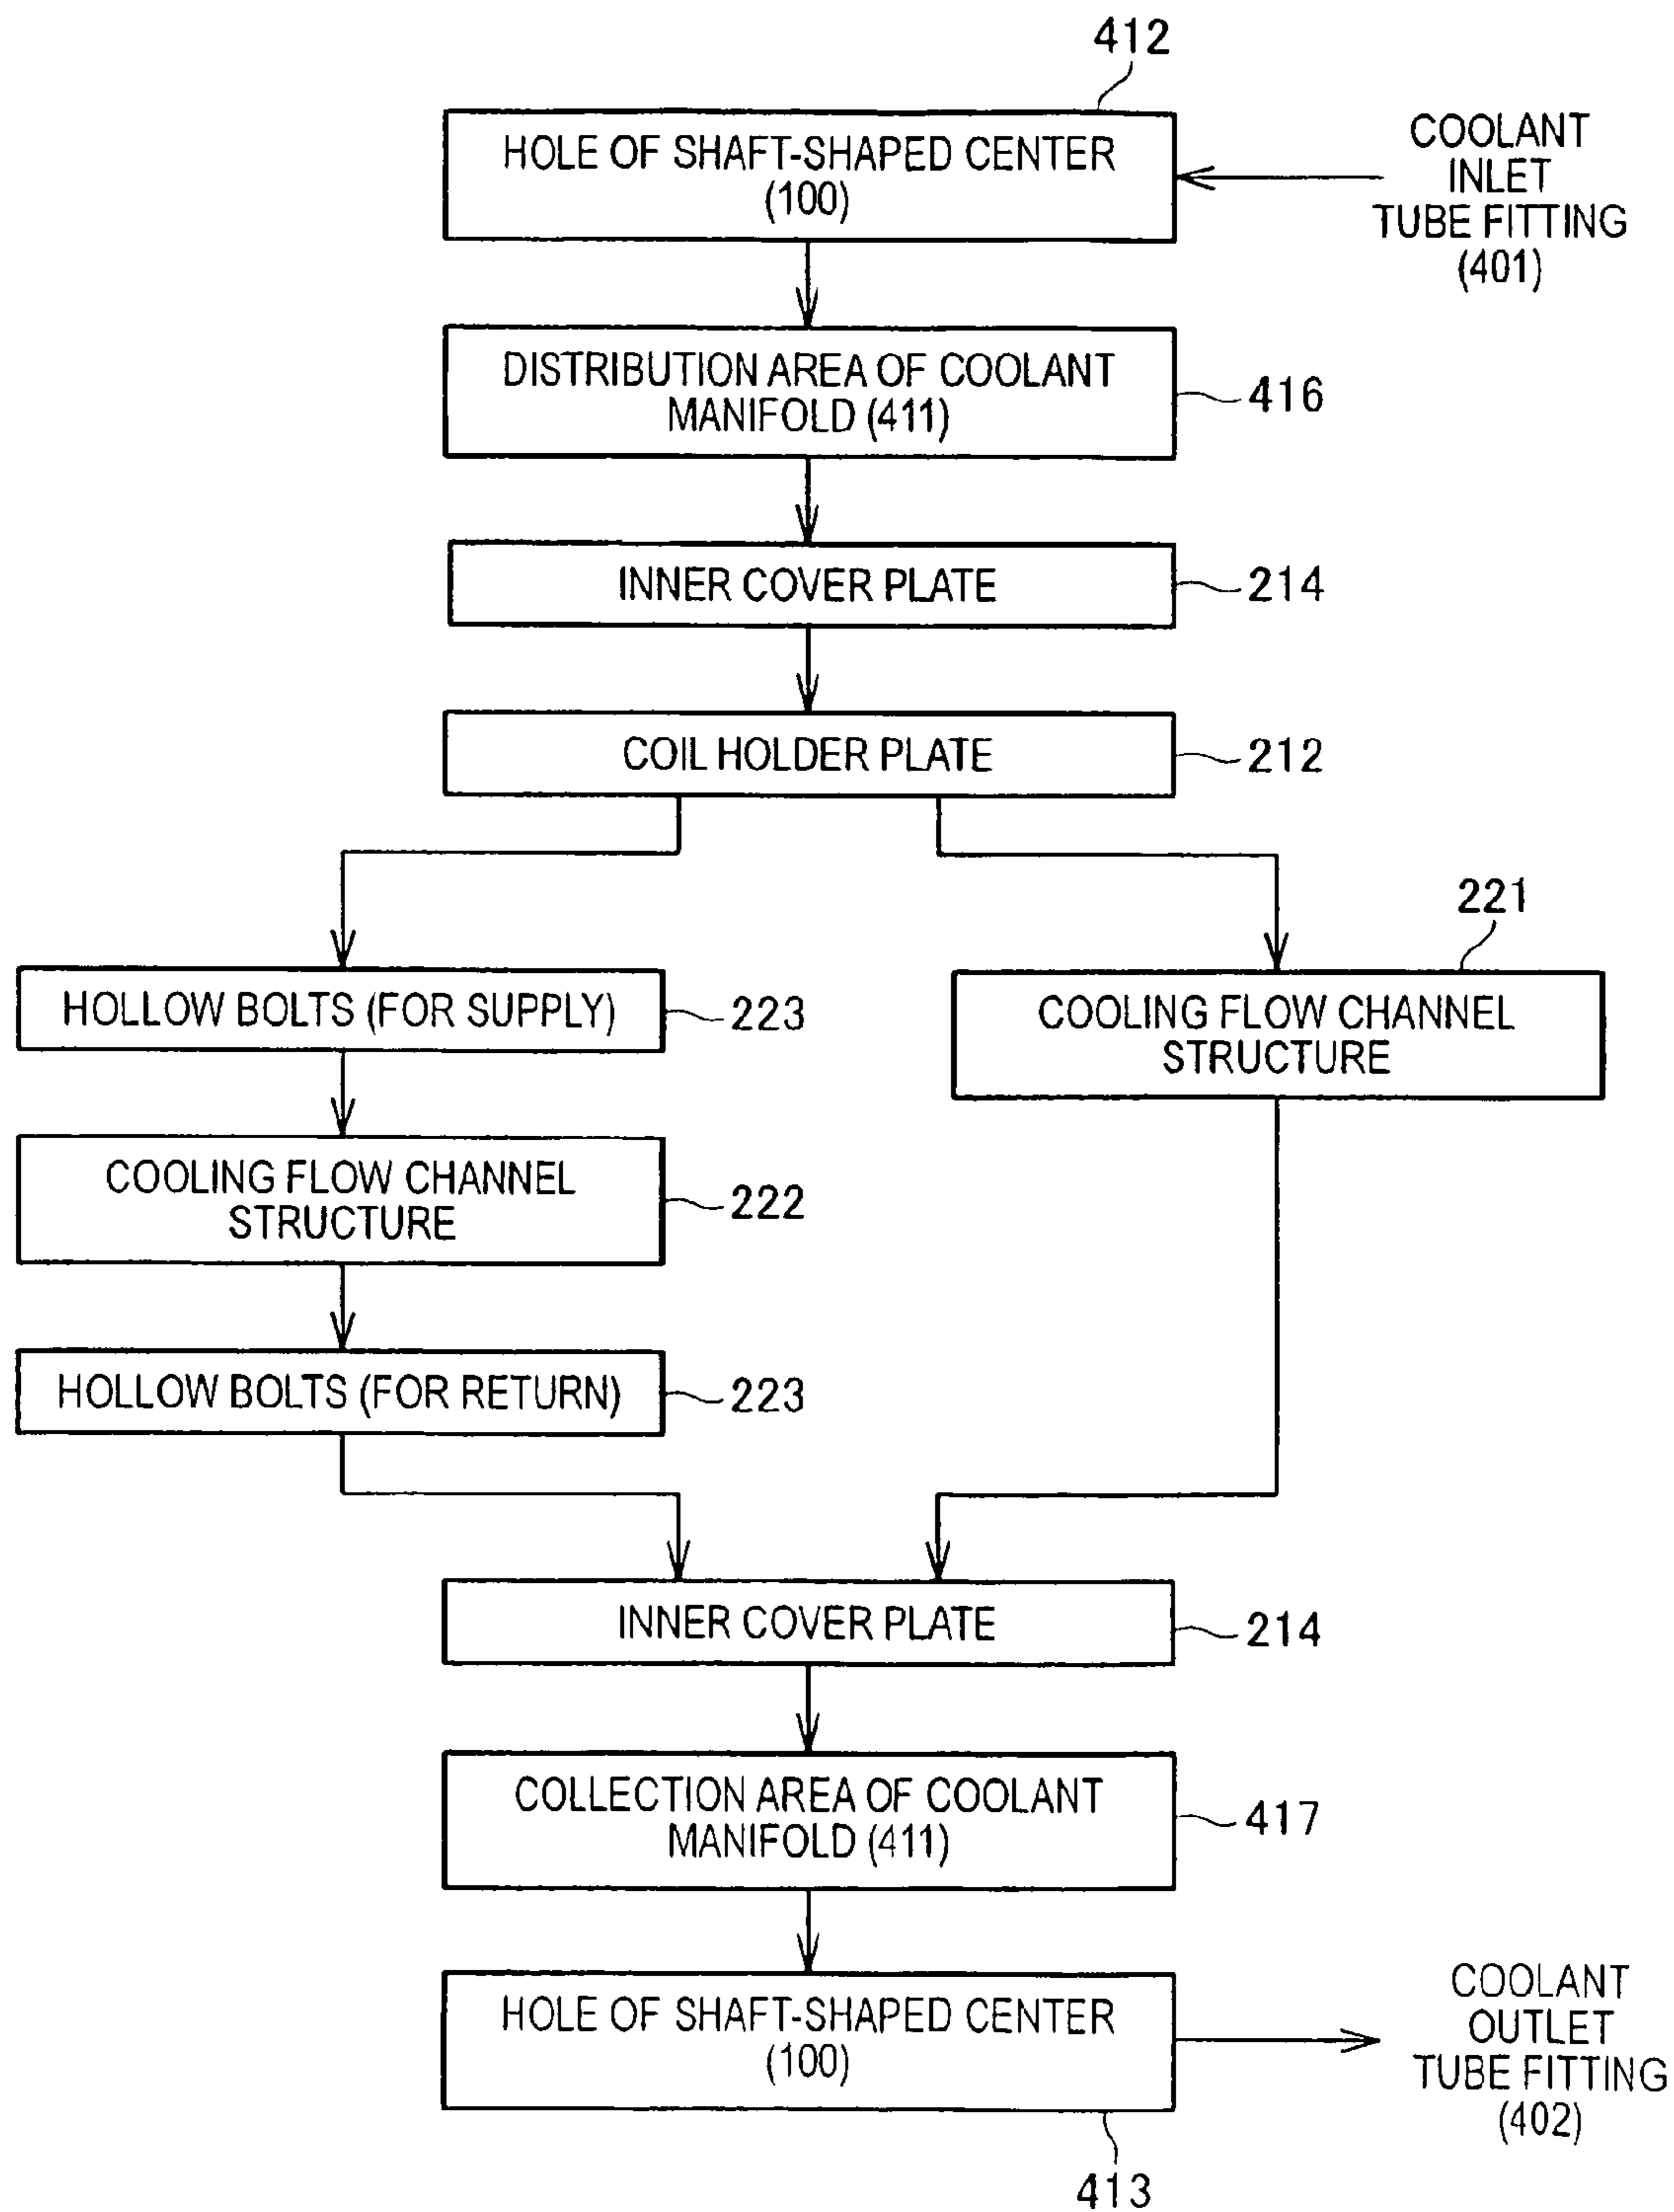 412
HOLE OF SHAFT-SHAPED CENTER
(100)
COOLANT
INLET
TUBE FITTING
(401)
DISTRIBUTION AREA OF COOLANT
MANIFOLD (411)
416
INNER COVER PLATE
214
COIL HOLDER PLATE
212
221
HOLLOW BOLTS (FOR SUPPLY)
223
COOLING FLOW CHANNEL
STRUCTURE
COOLING FLOW CHANNEL
STRUCTURE
222
HOLLOW BOLTS (FOR RETURN)
223
INNER COVER PLATE
214
COLLECTION AREA OF COOLANT
MANIFOLD (411)
417
HOLE OF SHAFT-SHAPED CENTER
(100)
COOLANT
OUTLET
TUBE FITTING
(402)
413